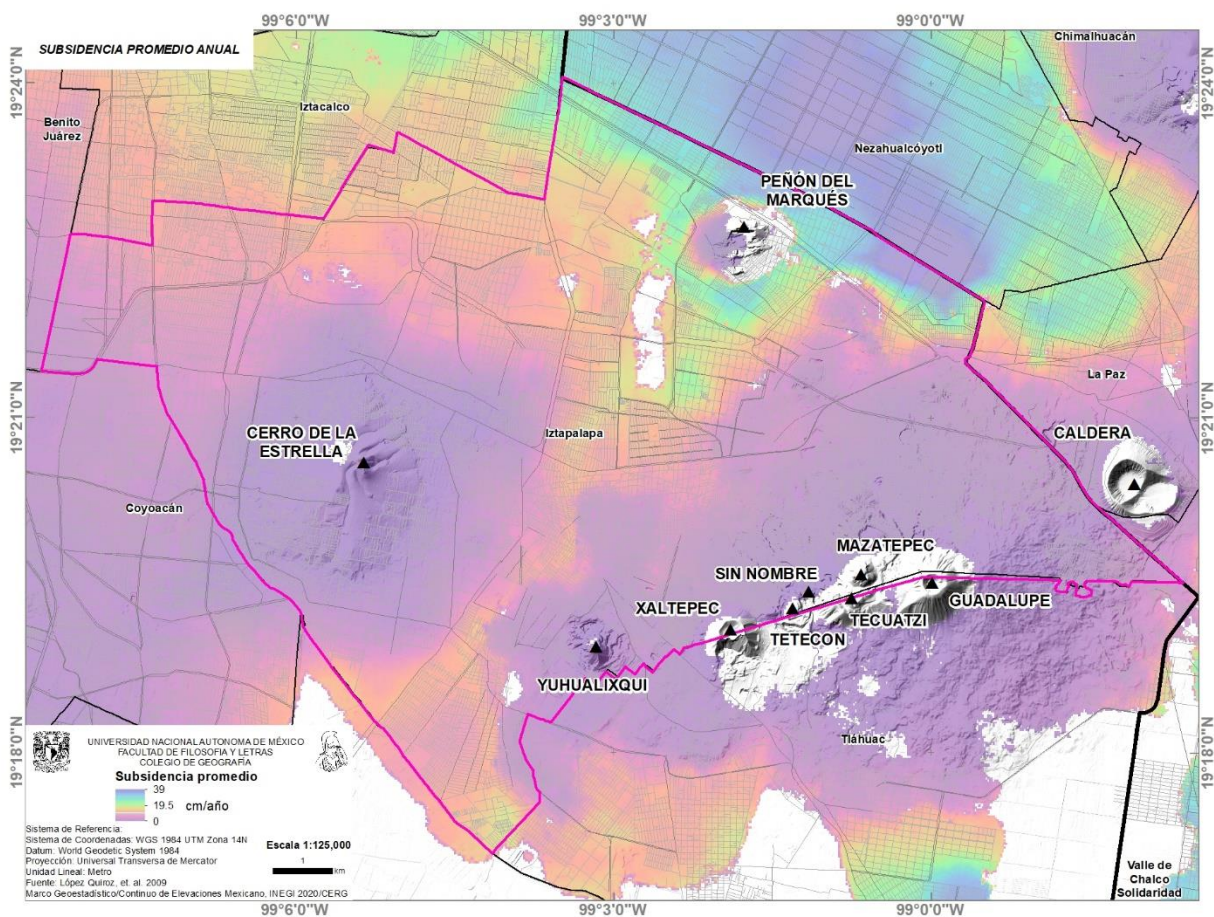 99°6'0"W
99°3'0"W
99°0'0"W
SUBSIDENCIA PROMEDIO ANUAL
Chimalhuacán
19°24'0"N
19°24'0"N
Iztacalco
Benito
Juárez
Nezahualcóyotl
PEÑÓN DEL
MARQUÉS
La Paz
19°21'0"N
19°21'0"N
CERRO DE LA
ESTRELLA
Iztapalapa
CALDERA
Coyoacán
MAZATEPEC
SIN NOMBRE
GUADALUPE
XALTEPEC
TECUATZI
TETECON
YUHUALIXQUI
Tláhuac
19°18'0"N
19°18'0"N
UNIVERSIDAD NACIONAL AUTONOMA DE MÉXICO
FACULTAD DE FILOSOFIA Y LETRAS
COLEGIO DE GEOGRAFÍA
Subsidencia promedio
39
19.5 cm/año
0
Sistema de Referencia:
Sistema de Coordenadas: WGS 1984 UTM Zona 14N
Datum: World Geodetic System 1984
Proyección: Universal Transversa de Mercator
Unidad Lineal: Metro
Fuente: López Quiroz, et. al. 2009
Marco Geoestadístico/Continuo de Elevaciones Mexicano, INEGI 2020/CERG
Escala 1:125,000
1
km
Valle de
Chalco
Solidaridad
99°6'0"W
99°3'0"W
99°0'0"W